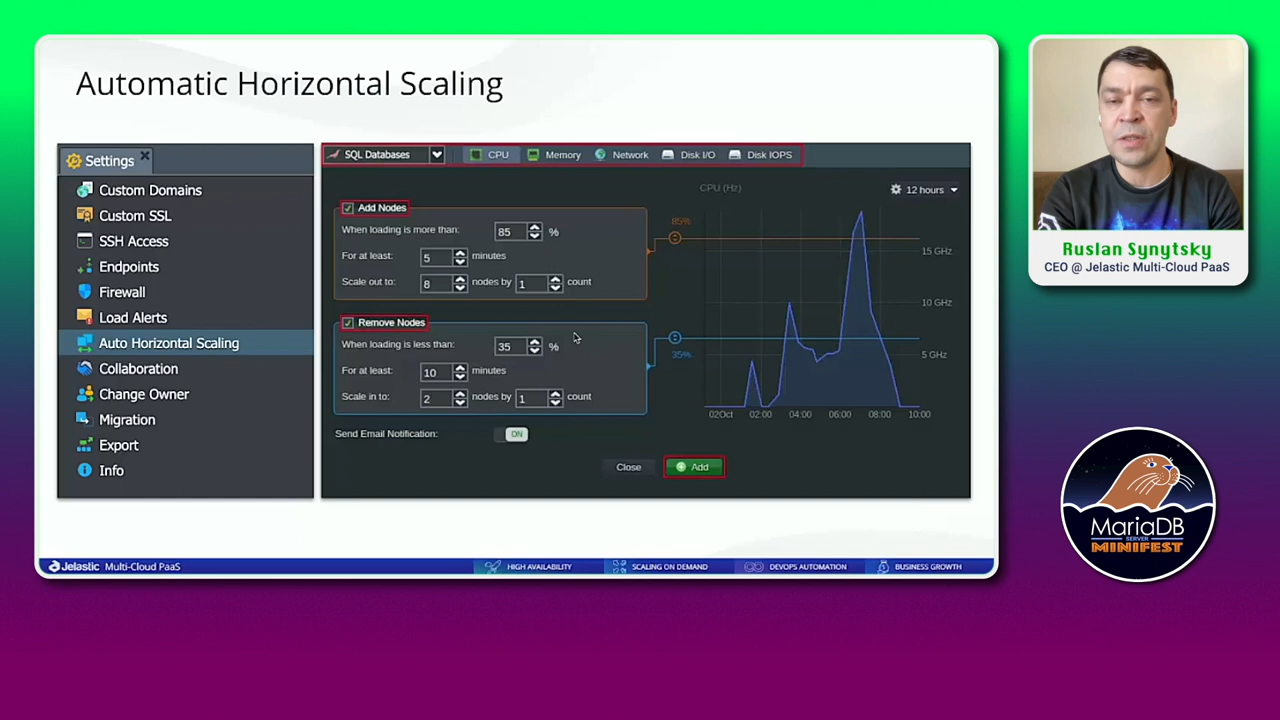 Automatic Horizontal Scaling
Settings
Custom Domains
Custom SSL
SSH Access
Endpoints
Firewall
Load Alerts
Auto Horizontal Scaling
Collaboration
Change Owner
Migration
Export
Info
SQL Databases CPU Memory Network Disk I/O Disk IOPS
Add Nodes
When loading is more than: 85 %
For at least: 5 minutes
Scale out to: 8 nodes by 1 count
Remove Nodes
When loading is less than: 35 %
For at least: 10 minutes
Scale in to: 2 nodes by 1 count
Send Email Notification: ON
Close Add
CPU (Hz) 12 hours
85%
15 GHz
10 GHz
35%
5 GHz
02Oct 02:00 04:00 06:00 08:00 10:00
Jelastic Multi-Cloud PaaS HIGH AVAILABILITY SCALING ON DEMAND DEVOPS AUTOMATION BUSINESS GROWTH
Ruslan Synytsky
CEO @ Jelastic Multi-Cloud PaaS
MariaDB
SERVER
MINIFEST